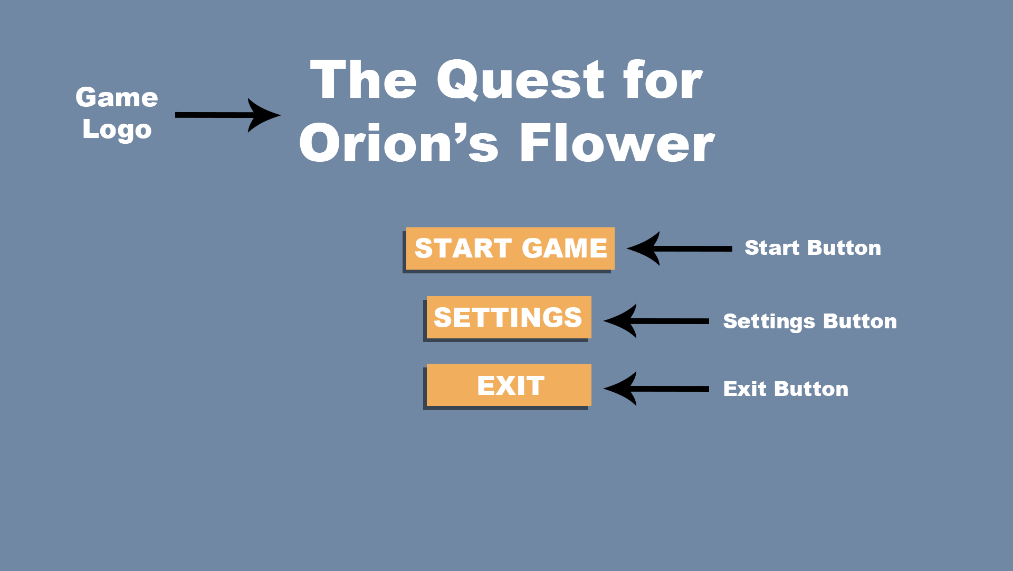 Game
Logo
The Quest for
Orion’s Flower
START GAME
Start Button
SETTINGS
Settings Button
EXIT
Exit Button